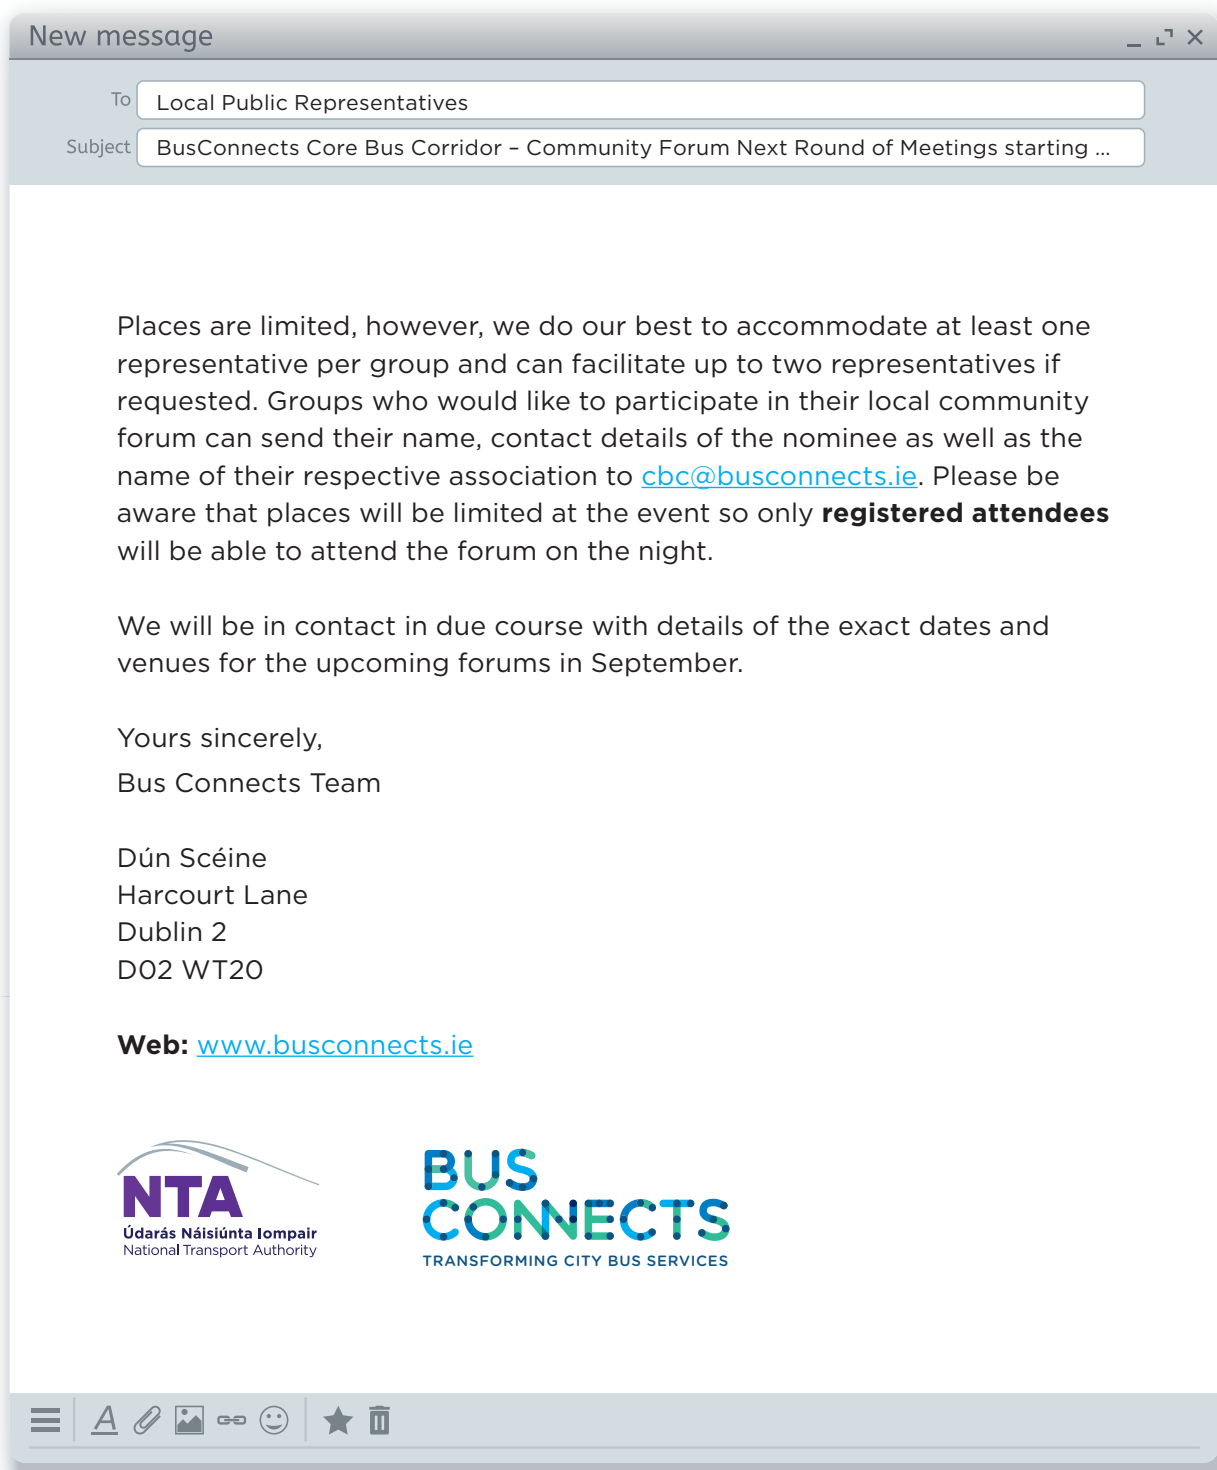 New message
To
Local Public Representatives
Subject
BusConnects Core Bus Corridor – Community Forum Next Round of Meetings starting ...
Places are limited, however, we do our best to accommodate at least one
representative per group and can facilitate up to two representatives if
requested. Groups who would like to participate in their local community
forum can send their name, contact details of the nominee as well as the
name of their respective association to cbc@busconnects.ie. Please be
aware that places will be limited at the event so only registered attendees
will be able to attend the forum on the night.
We will be in contact in due course with details of the exact dates and
venues for the upcoming forums in September.
Yours sincerely,
Bus Connects Team
Dún Scéine
Harcourt Lane
Dublin 2
D02 WT20
Web: www.busconnects.ie
NTA
Údarás Náisiúnta Iompair
National Transport Authority
BUS
CONNECTS
TRANSFORMING CITY BUS SERVICES
A